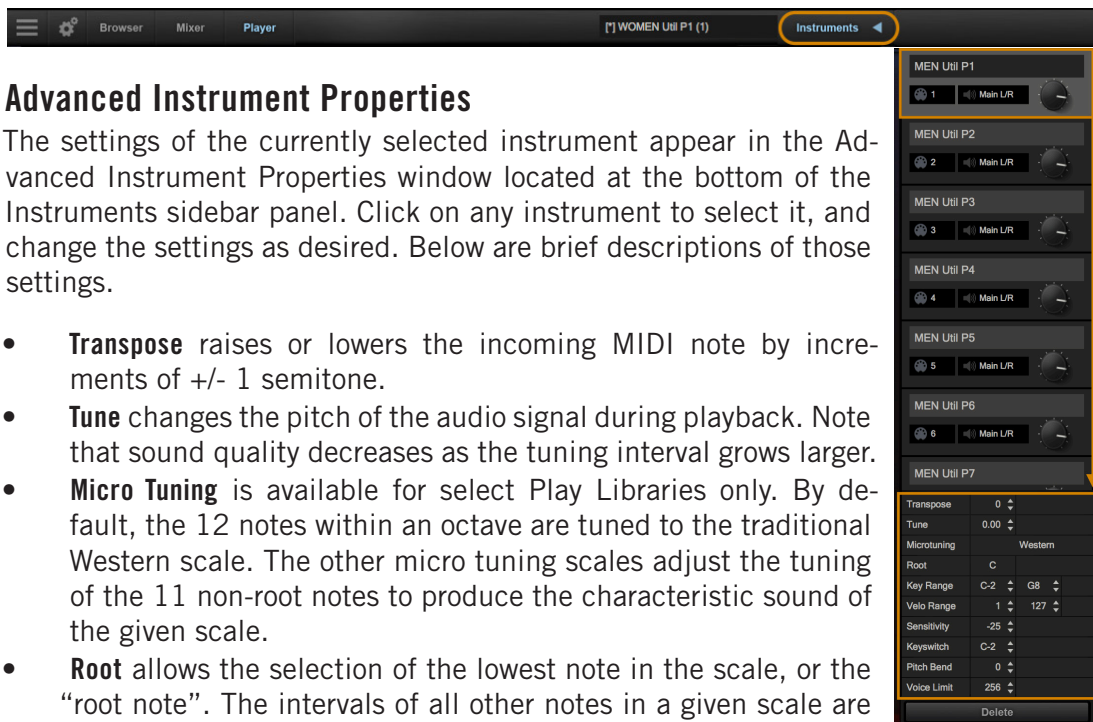 Browser Mixer Player [*] WOMEN Util P1 (1) Instruments
Advanced Instrument Properties
The settings of the currently selected instrument appear in the Ad-
vanced Instrument Properties window located at the bottom of the
Instruments sidebar panel. Click on any instrument to select it, and
change the settings as desired. Below are brief descriptions of those
settings.
• Transpose raises or lowers the incoming MIDI note by incre-
ments of +/- 1 semitone.
• Tune changes the pitch of the audio signal during playback. Note
that sound quality decreases as the tuning interval grows larger.
• Micro Tuning is available for select Play Libraries only. By de-
fault, the 12 notes within an octave are tuned to the traditional
Western scale. The other micro tuning scales adjust the tuning
of the 11 non-root notes to produce the characteristic sound of
the given scale.
• Root allows the selection of the lowest note in the scale, or the
“root note”. The intervals of all other notes in a given scale are
MEN Util P1
1 Main L/R
MEN Util P2
2 Main L/R
MEN Util P3
3 Main L/R
MEN Util P4
4 Main L/R
MEN Util P5
5 Main L/R
MEN Util P6
6 Main L/R
MEN Util P7
Transpose 0
Tune 0.00
Microtuning Western
Root C
Key Range C-2 G8
Velo Range 1 127
Sensitivity -25
Keyswitch C-2
Pitch Bend 0
Voice Limit 256
Delete